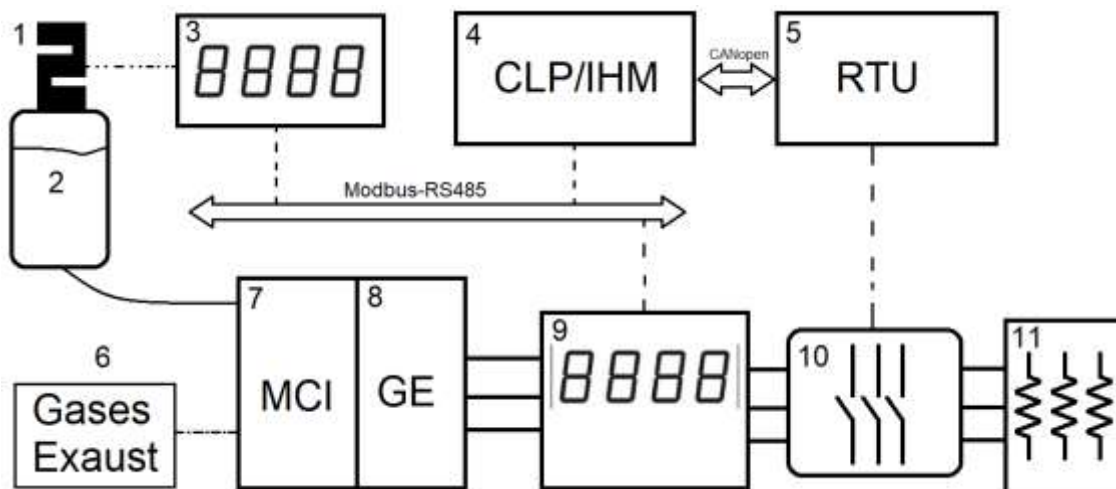 1
3
8888
4
CLP/IHM
CANopen
5
RTU
2
Modbus-RS485
6
Gases
Exaust
7
MCI
8
GE
9
8888
10
11